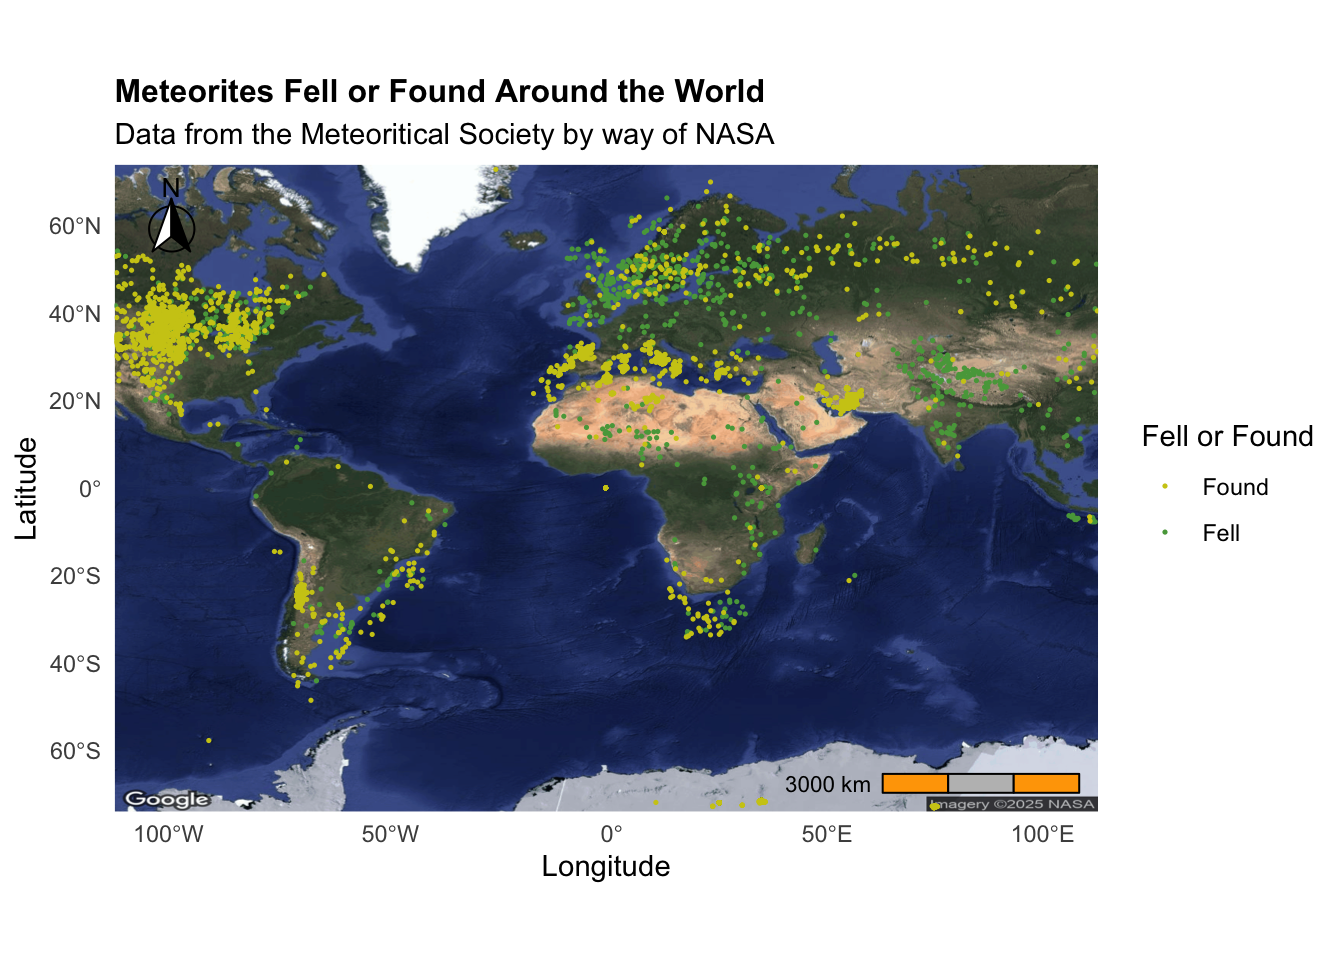 Meteorites Fell or Found Around the World
Data from the Meteoritical Society by way of NASA
N
60°N
40°N
20°N
0°
20°S
40°S
60°S
Latitude
3000 km
Google
Imagery ©2025 NASA
100°W
50°W
0°
50°E
100°E
Longitude
Fell or Found
Found
Fell